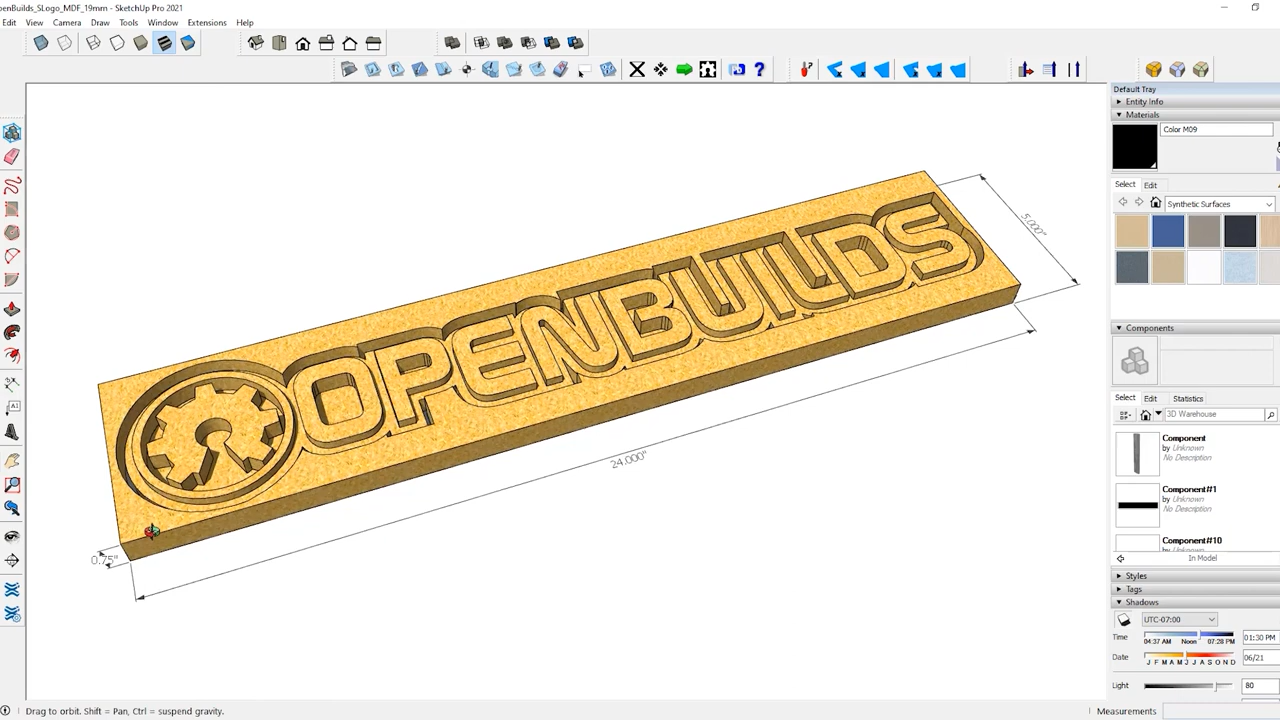 openBuilds_SLogo_MDF_19mm - SketchUp Pro 2021
Edit View Camera Draw Tools Window Extensions Help
Default Tray
Entity Info
Materials
Color M09
Select Edit
Synthetic Surfaces
OPENBUILDS
5.000"
24.000"
0.75"
Components
Select Edit Statistics
3D Warehouse
Component
by Unknown
No Description
Component#1
by Unknown
No Description
Component#10
In Model
Styles
Tags
Shadows
UTC-07:00
Time 04:37 AM Noon 07:28 PM 01:30 PM
Date J F M A M J J A S O N D 06/21
Light 80
Drag to orbit. Shift = Pan, Ctrl = suspend gravity.
Measurements